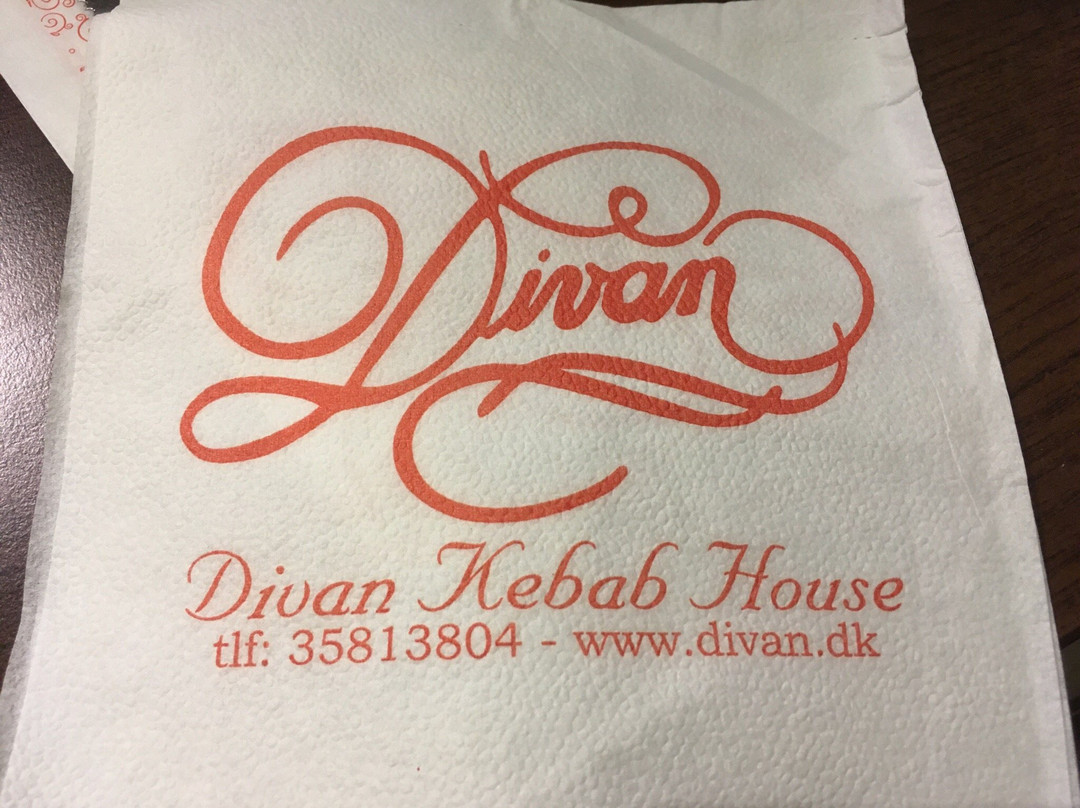 Divan
Divan Kebab House
tlf: 35813804 - www.divan.dk